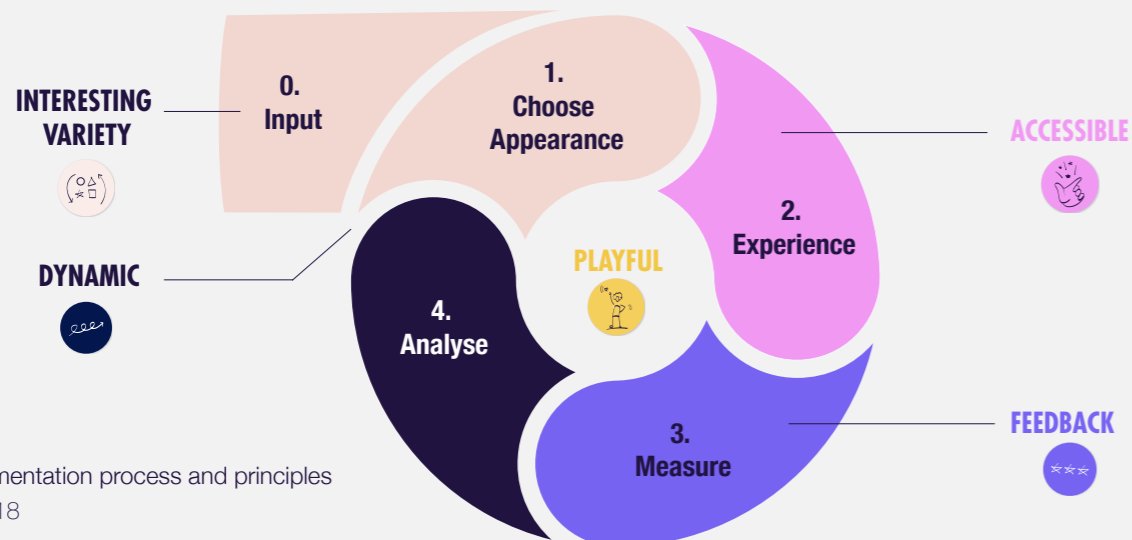 0.
Input
1.
Choose
Appearance
INTERESTING
VARIETY
ACCESSIBLE
2.
Experience
PLAYFUL
DYNAMIC
4.
Analyse
FEEDBACK
3.
Measure
mentation process and principles
18